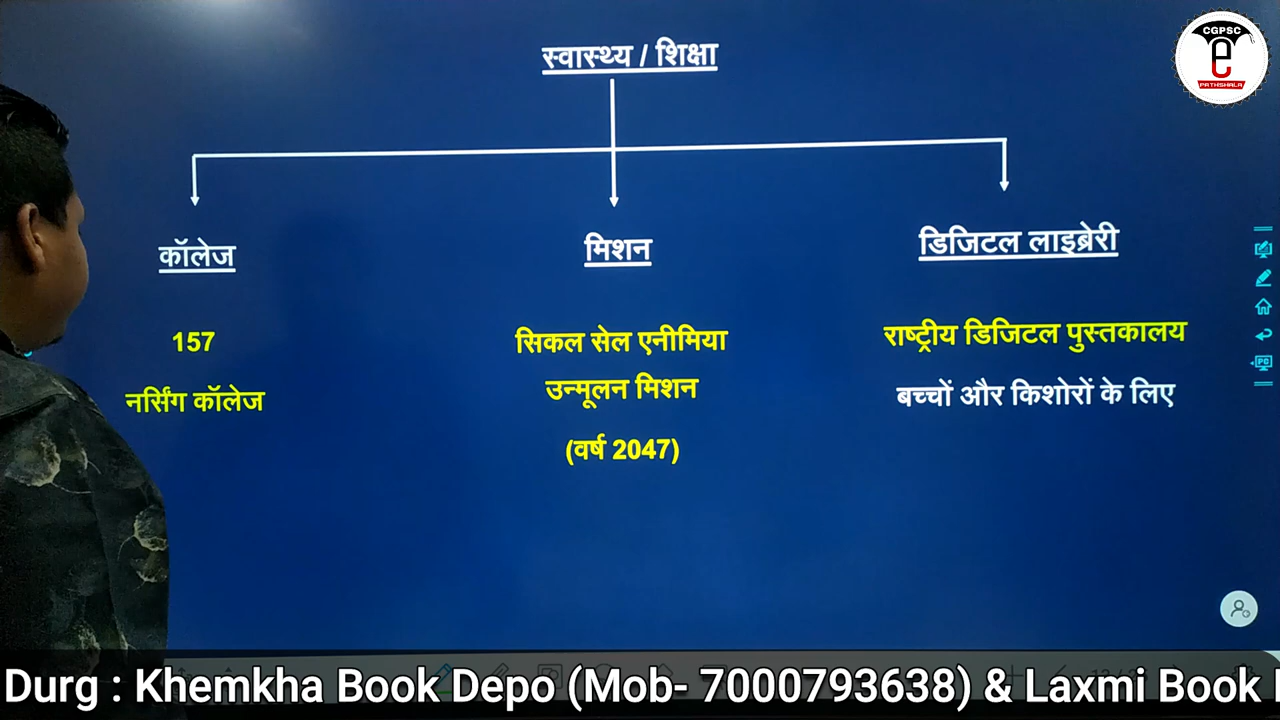 स्वास्थ्य / शिक्षा
CGPSC
e
PATHSHALA
कॉलेज
मिशन
डिजिटल लाइब्रेरी
157
नर्सिंग कॉलेज
सिकल सेल एनीमिया
उन्मूलन मिशन
(वर्ष 2047)
राष्ट्रीय डिजिटल पुस्तकालय
बच्चों और किशोरों के लिए
PC
Durg : Khemkha Book Depo (Mob- 7000793638) & Laxmi Book